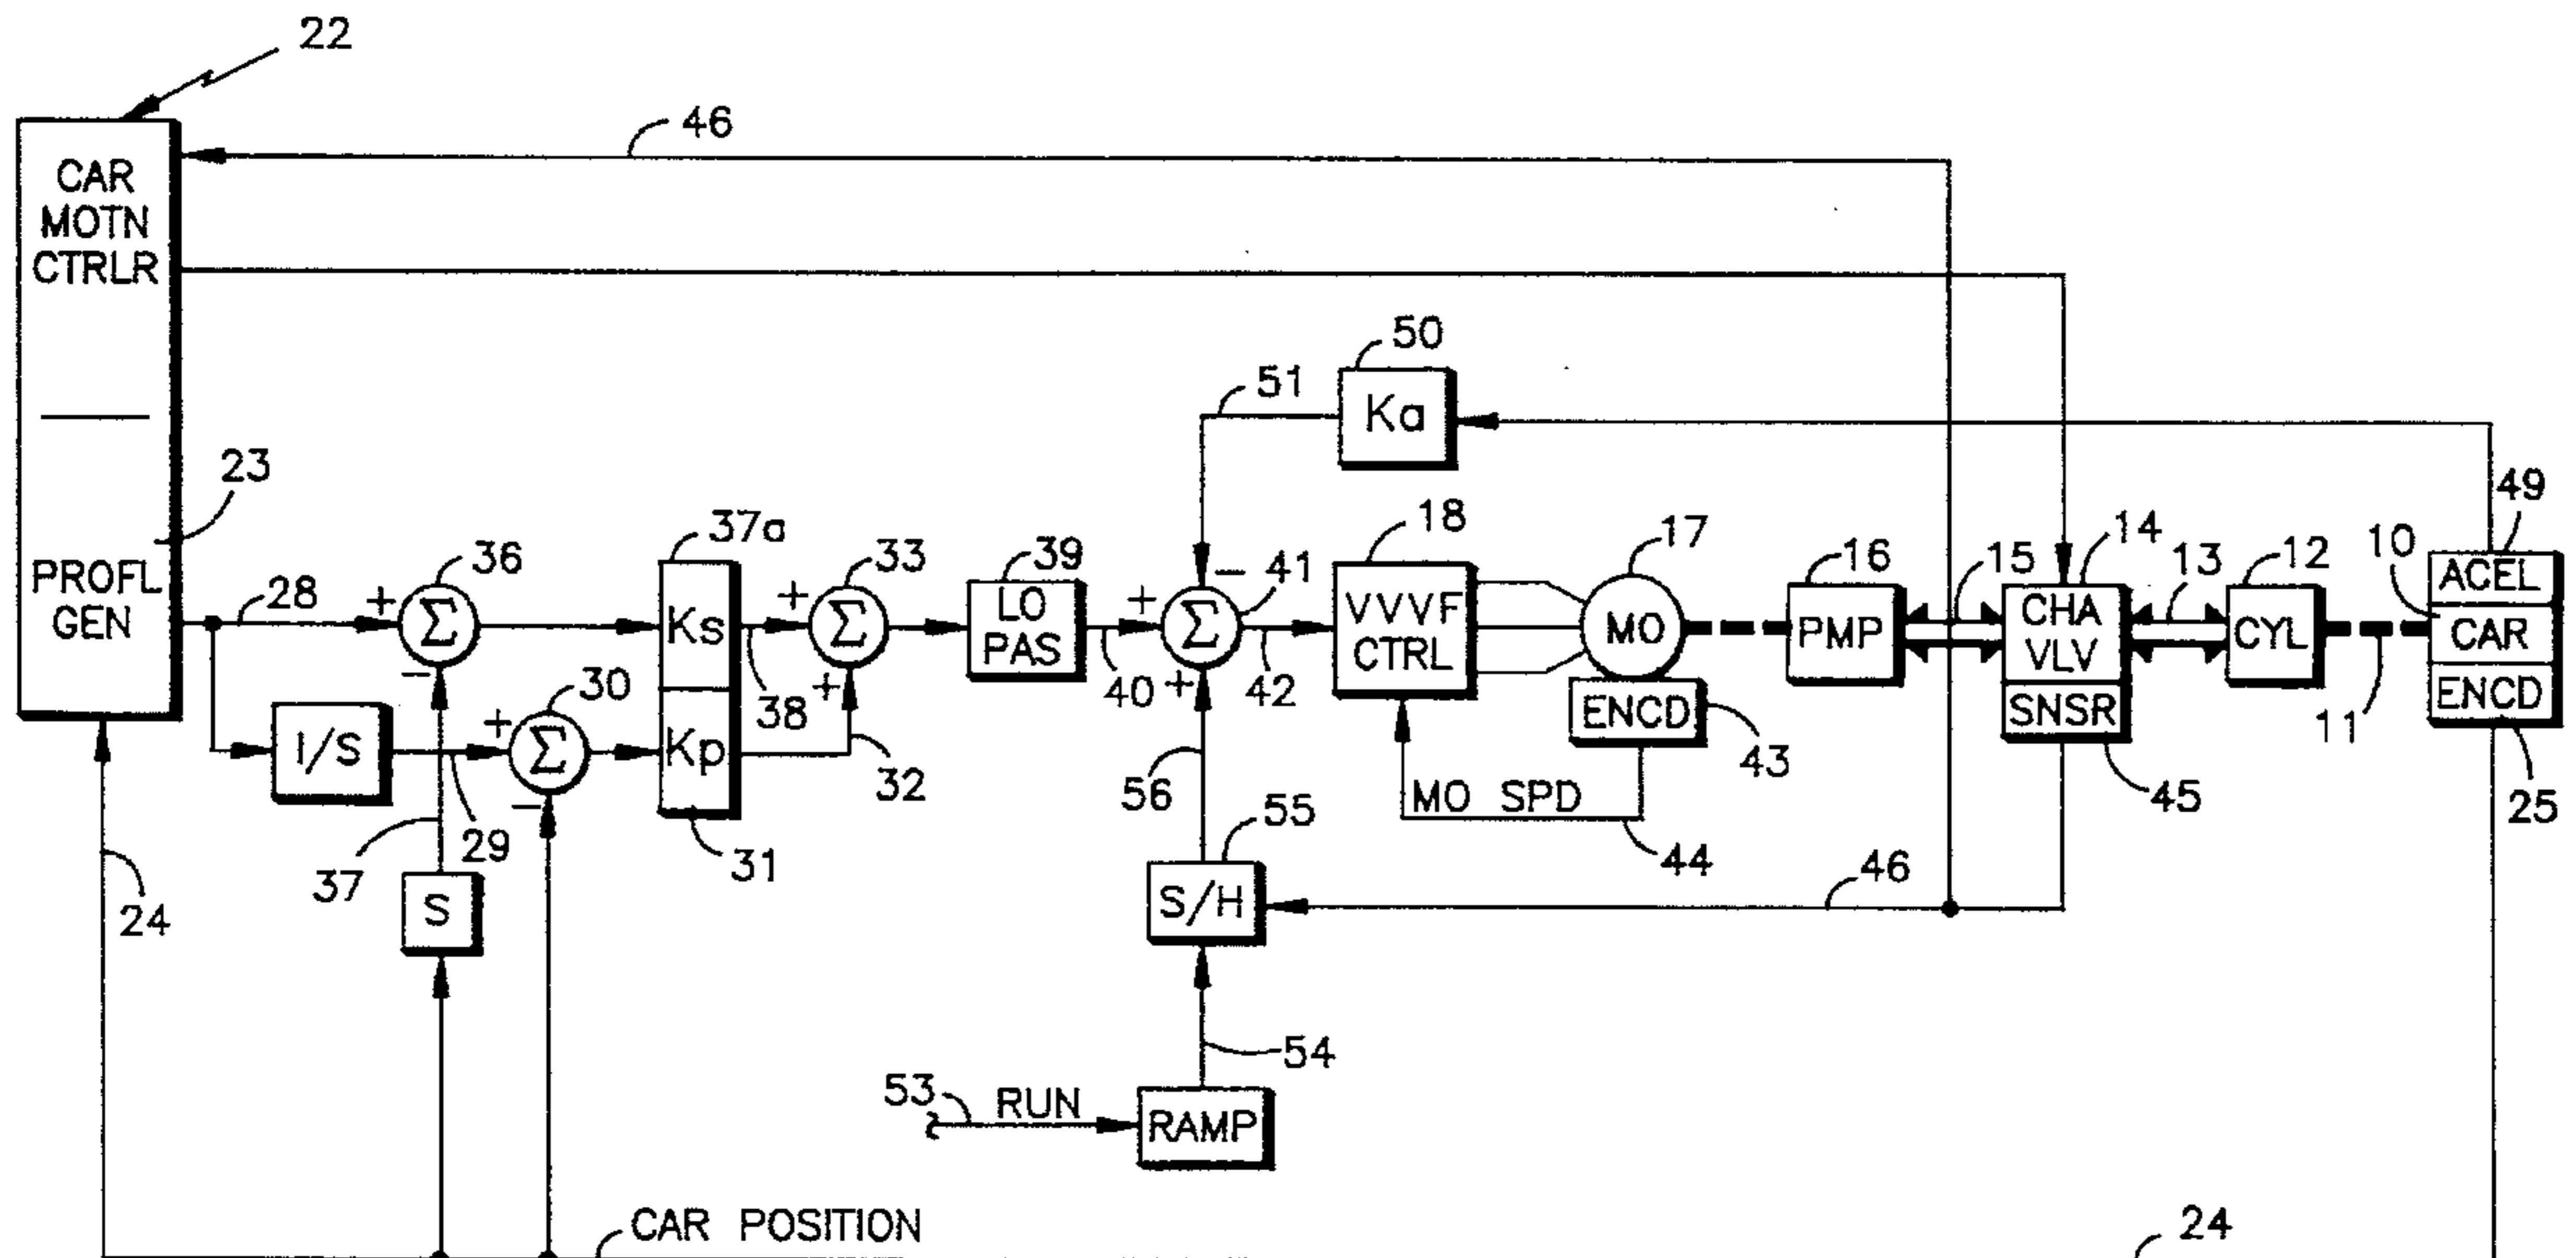 22
46
CAR
MOTN
CTRLR
50
51
Ka
23
49
37a
18
17
14
10
36
33
39
41
16
15
13
12
ACEL
PROFL
GEN
28
+
Σ
Ks
+
Σ
LO
PAS
+
−
Σ
VVVF
CTRL
MO
PMP
CHA
VLV
CYL
CAR
−
30
38
+
40
+
42
ENCD
SNSR
ENCD
11
1/S
+
Σ
Kp
32
43
−
56
MO SPD
45
25
37
29
31
55
44
24
S
S/H
46
54
53
RUN
RAMP
CAR POSITION
24